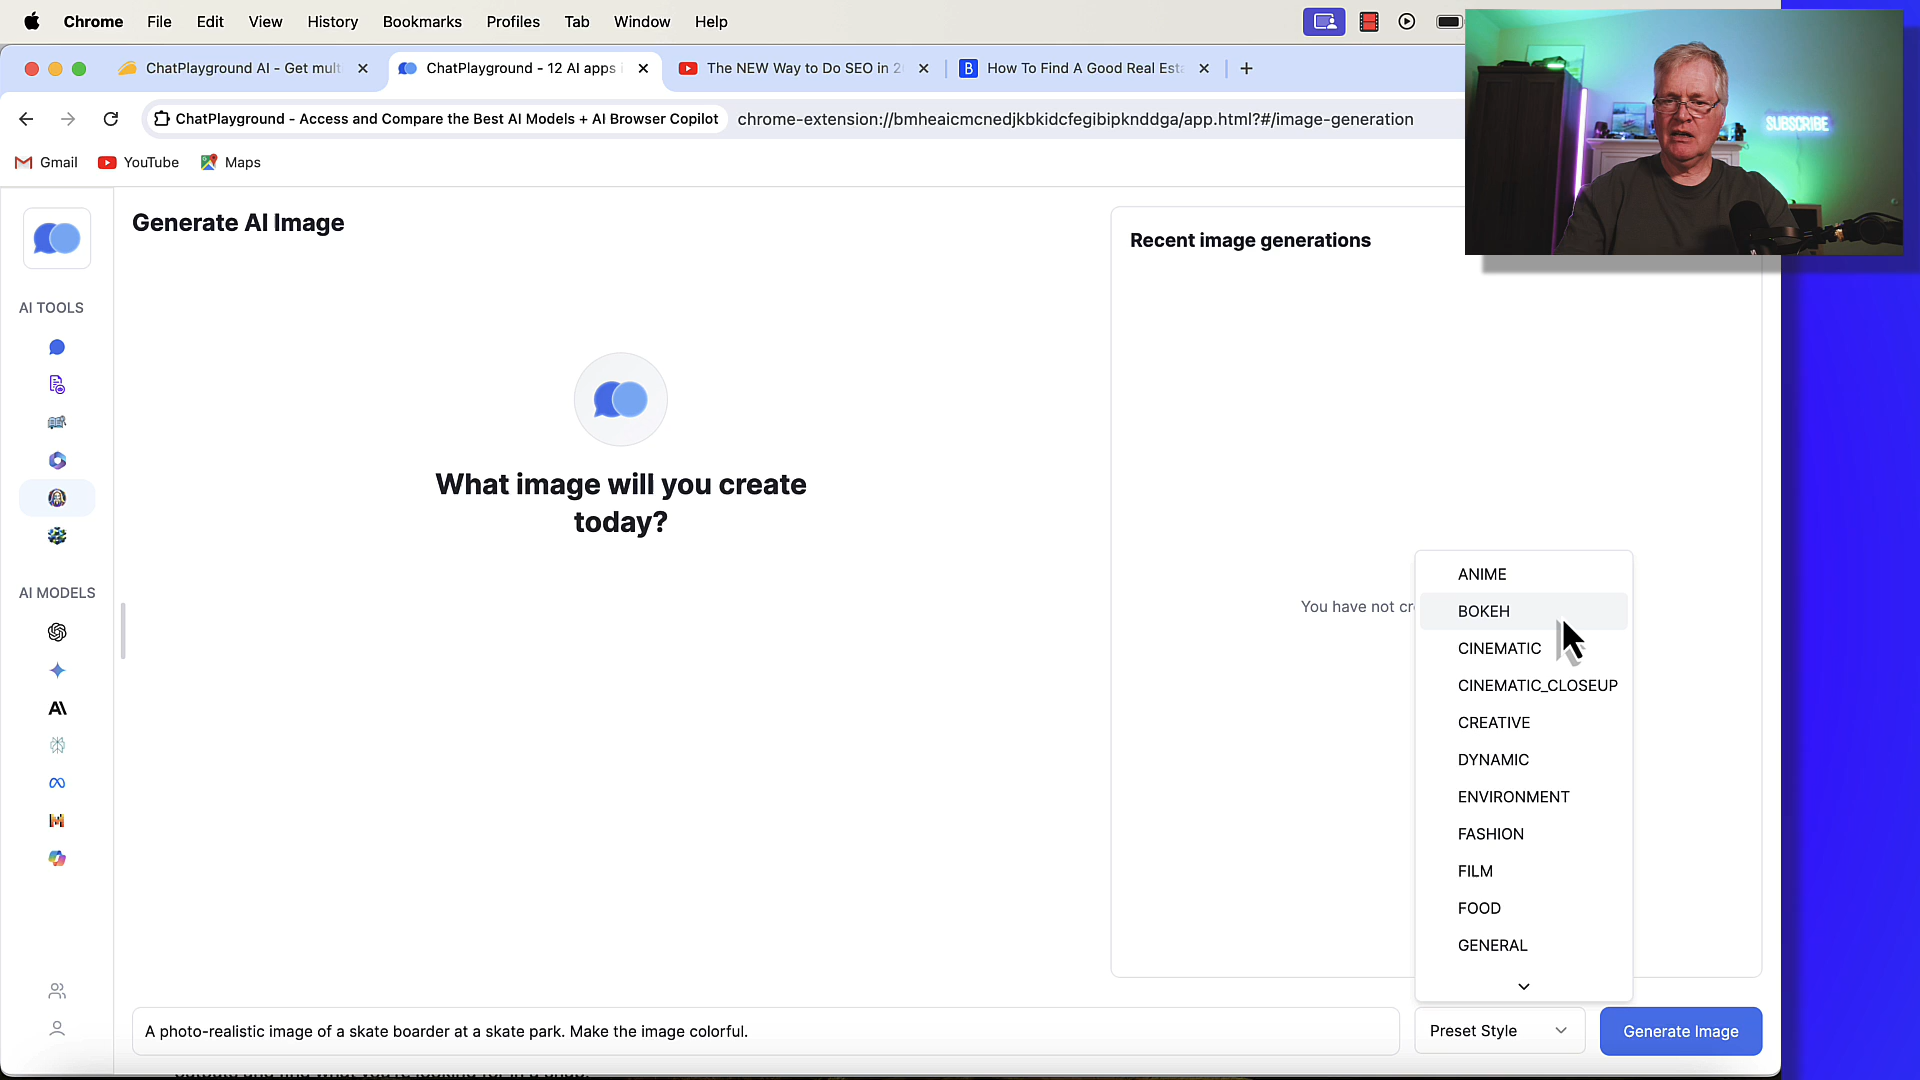 Chrome File Edit View History Bookmarks Profiles Tab Window Help
ChatPlayground AI - Get mult
ChatPlayground - 12 AI apps i
The NEW Way to Do SEO in 2
How To Find A Good Real Est
ChatPlayground - Access and Compare the Best AI Models + AI Browser Copilot
chrome-extension://bmheaicmcnedjkbkidcfegibipknddga/app.html?#/image-generation
Gmail YouTube Maps
SUBSCRIBE
Generate AI Image
Recent image generations
AI TOOLS
What image will you create
today?
AI MODELS
You have not cr
ANIME
BOKEH
CINEMATIC
CINEMATIC_CLOSEUP
CREATIVE
DYNAMIC
ENVIRONMENT
FASHION
FILM
FOOD
GENERAL
A photo-realistic image of a skate boarder at a skate park. Make the image colorful.
Preset Style
Generate Image